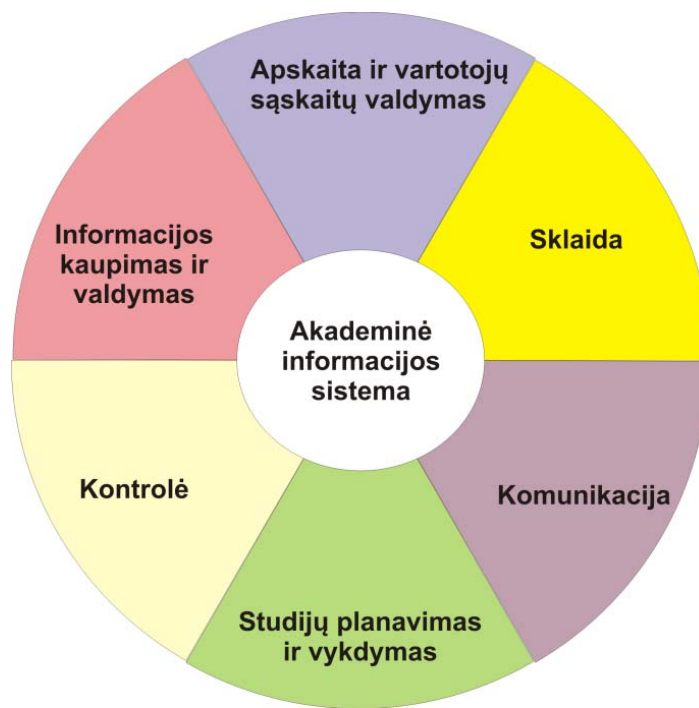 Apskaita ir vartotojų
sąskaitų valdymas
Sklaida
Informacijos
kaupimas ir
valdymas
Akademinė
informacijos
sistema
Kontrolė
Komunikacija
Studijų planavimas
ir vykdymas